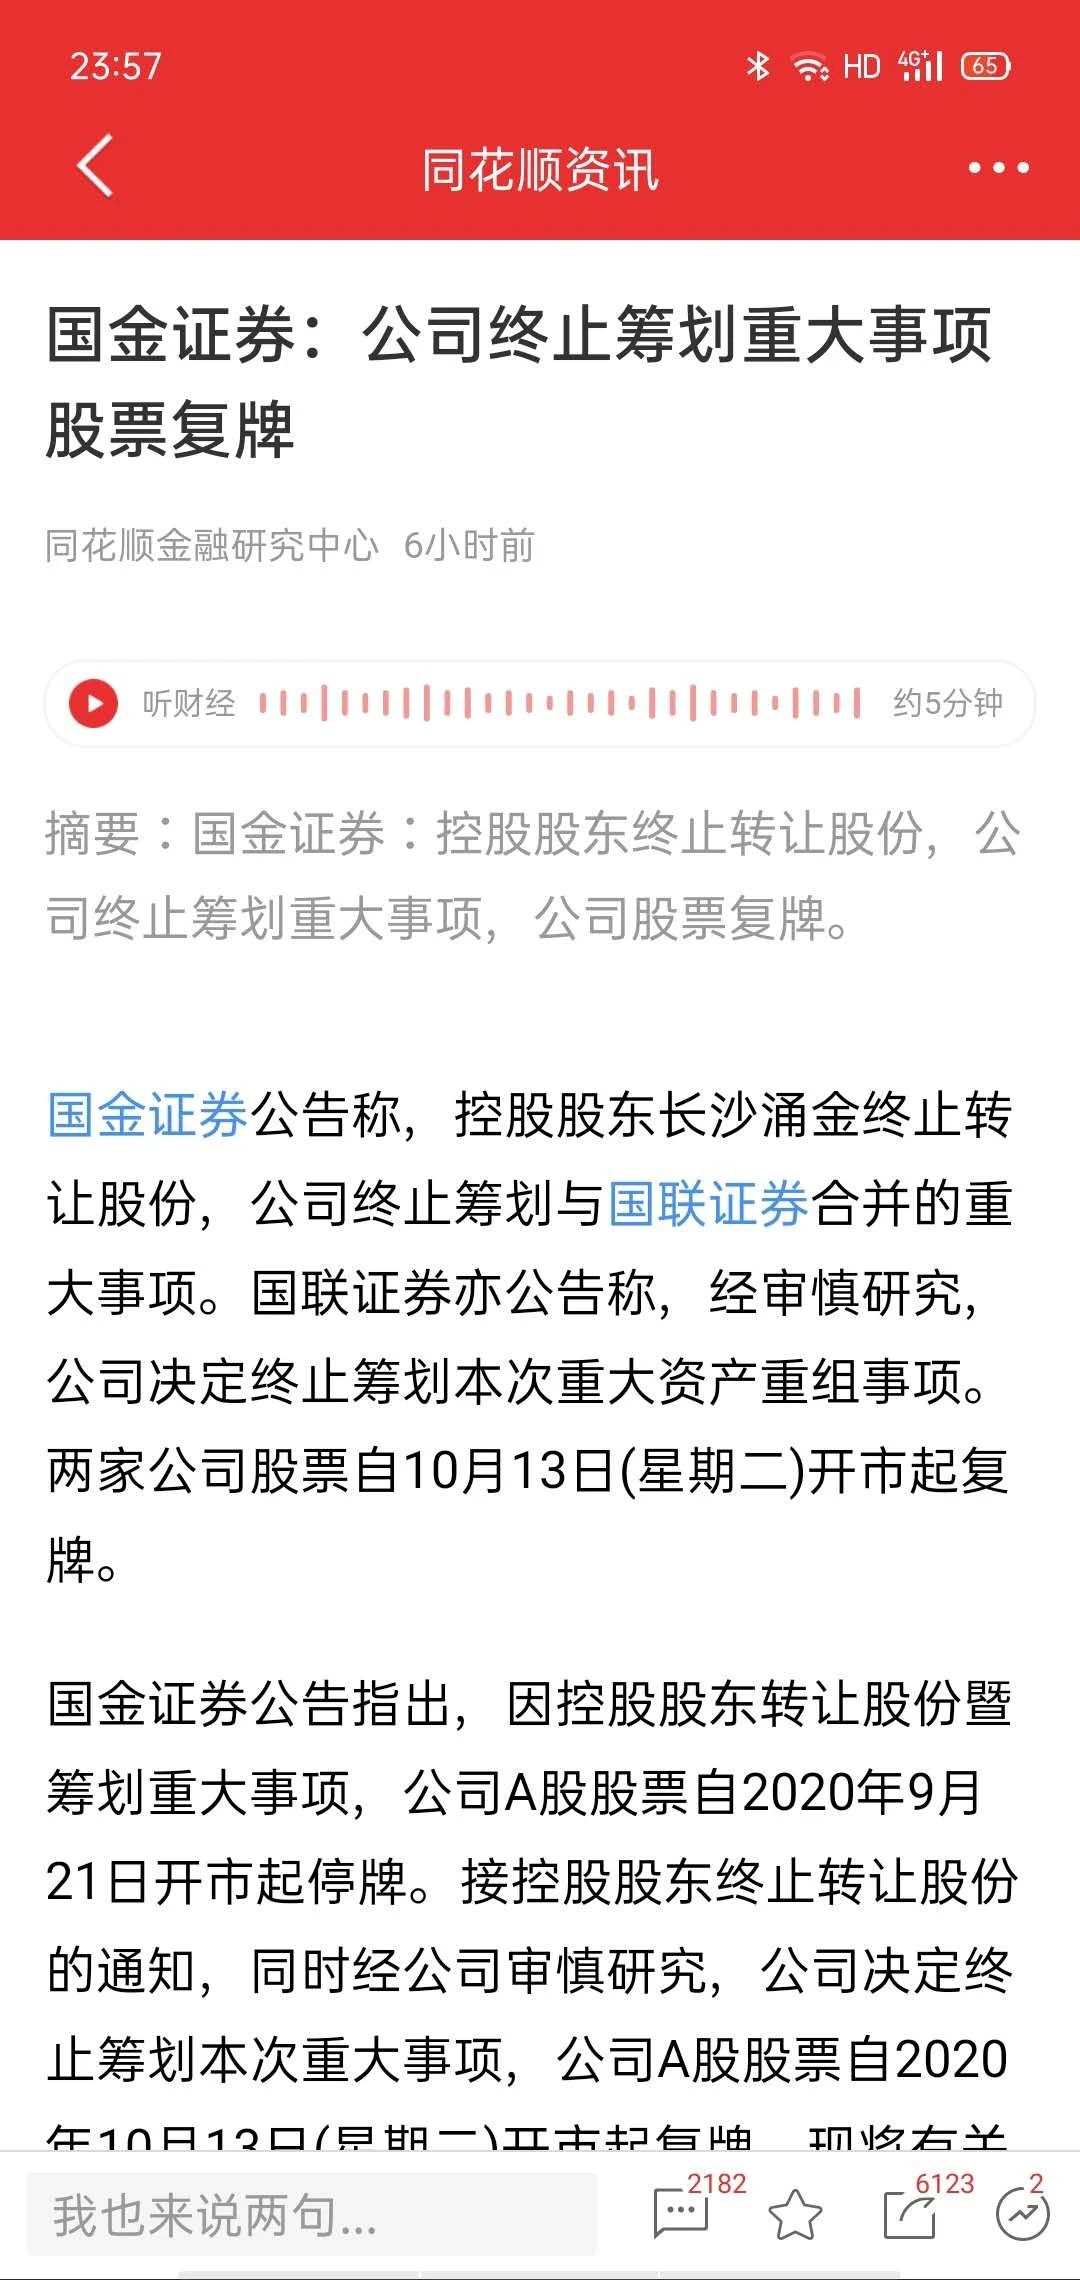 23:57
HD 4G+ 65
同花顺资讯
国金证券：公司终止筹划重大事项
股票复牌
同花顺金融研究中心 6小时前
听财经 约5分钟
摘要：国金证券：控股股东终止转让股份，公
司终止筹划重大事项，公司股票复牌。
国金证券公告称，控股股东长沙涌金终止转
让股份，公司终止筹划与国联证券合并的重
大事项。国联证券亦公告称，经审慎研究，
公司决定终止筹划本次重大资产重组事项。
两家公司股票自10月13日(星期二)开市起复
牌。
国金证券公告指出，因控股股东转让股份暨
筹划重大事项，公司A股股票自2020年9月
21日开市起停牌。接控股股东终止转让股份
的通知，同时经公司审慎研究，公司决定终
止筹划本次重大事项，公司A股股票自2020
年10月13日(星期二)开市起复牌。现将有关
我也来说两句... 2182 6123 2